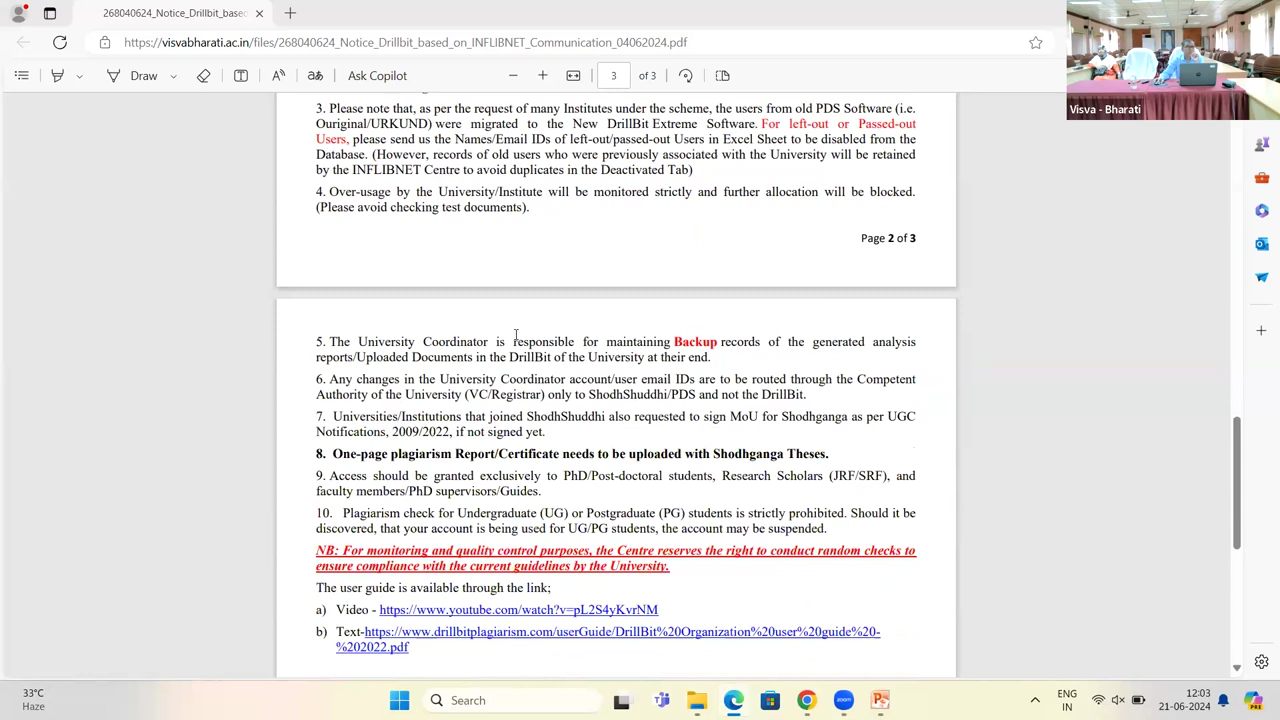 268040624_Notice_Drillbit_base
https://visvabharati.ac.in/files/268040624_Notice_Drillbit_based_on_INFLIBNET_Communication_04062024.pdf
Draw
Ask Copilot
3 of 3
Visva - Bharati
3. Please note that, as per the request of many Institutes under the scheme, the users from old PDS Software (i.e.
Ouriginal/URKUND) were migrated to the New DrillBit Extreme Software. For left-out or Passed-out
Users, please send us the Names/Email IDs of left-out/passed-out Users in Excel Sheet to be disabled from the
Database. (However, records of old users who were previously associated with the University will be retained
by the INFLIBNET Centre to avoid duplicates in the Deactivated Tab)
4. Over-usage by the University/Institute will be monitored strictly and further allocation will be blocked.
(Please avoid checking test documents).
Page 2 of 3
5. The University Coordinator is responsible for maintaining Backup records of the generated analysis
reports/Uploaded Documents in the DrillBit of the University at their end.
6. Any changes in the University Coordinator account/user email IDs are to be routed through the Competent
Authority of the University (VC/Registrar) only to ShodhShuddhi/PDS and not the DrillBit.
7. Universities/Institutions that joined ShodhShuddhi also requested to sign MoU for Shodhganga as per UGC
Notifications, 2009/2022, if not signed yet.
8. One-page plagiarism Report/Certificate needs to be uploaded with Shodhganga Theses.
9. Access should be granted exclusively to PhD/Post-doctoral students, Research Scholars (JRF/SRF), and
faculty members/PhD supervisors/Guides.
10. Plagiarism check for Undergraduate (UG) or Postgraduate (PG) students is strictly prohibited. Should it be
discovered, that your account is being used for UG/PG students, the account may be suspended.
NB: For monitoring and quality control purposes, the Centre reserves the right to conduct random checks to
ensure compliance with the current guidelines by the University.
The user guide is available through the link;
a) Video - https://www.youtube.com/watch?v=pL2S4yKvrNM
b) Text-https://www.drillbitplagiarism.com/userGuide/DrillBit%20Organization%20user%20guide%20-
%202022.pdf
33°C
Haze
Search
zoom
ENG
IN
12:03
21-06-2024